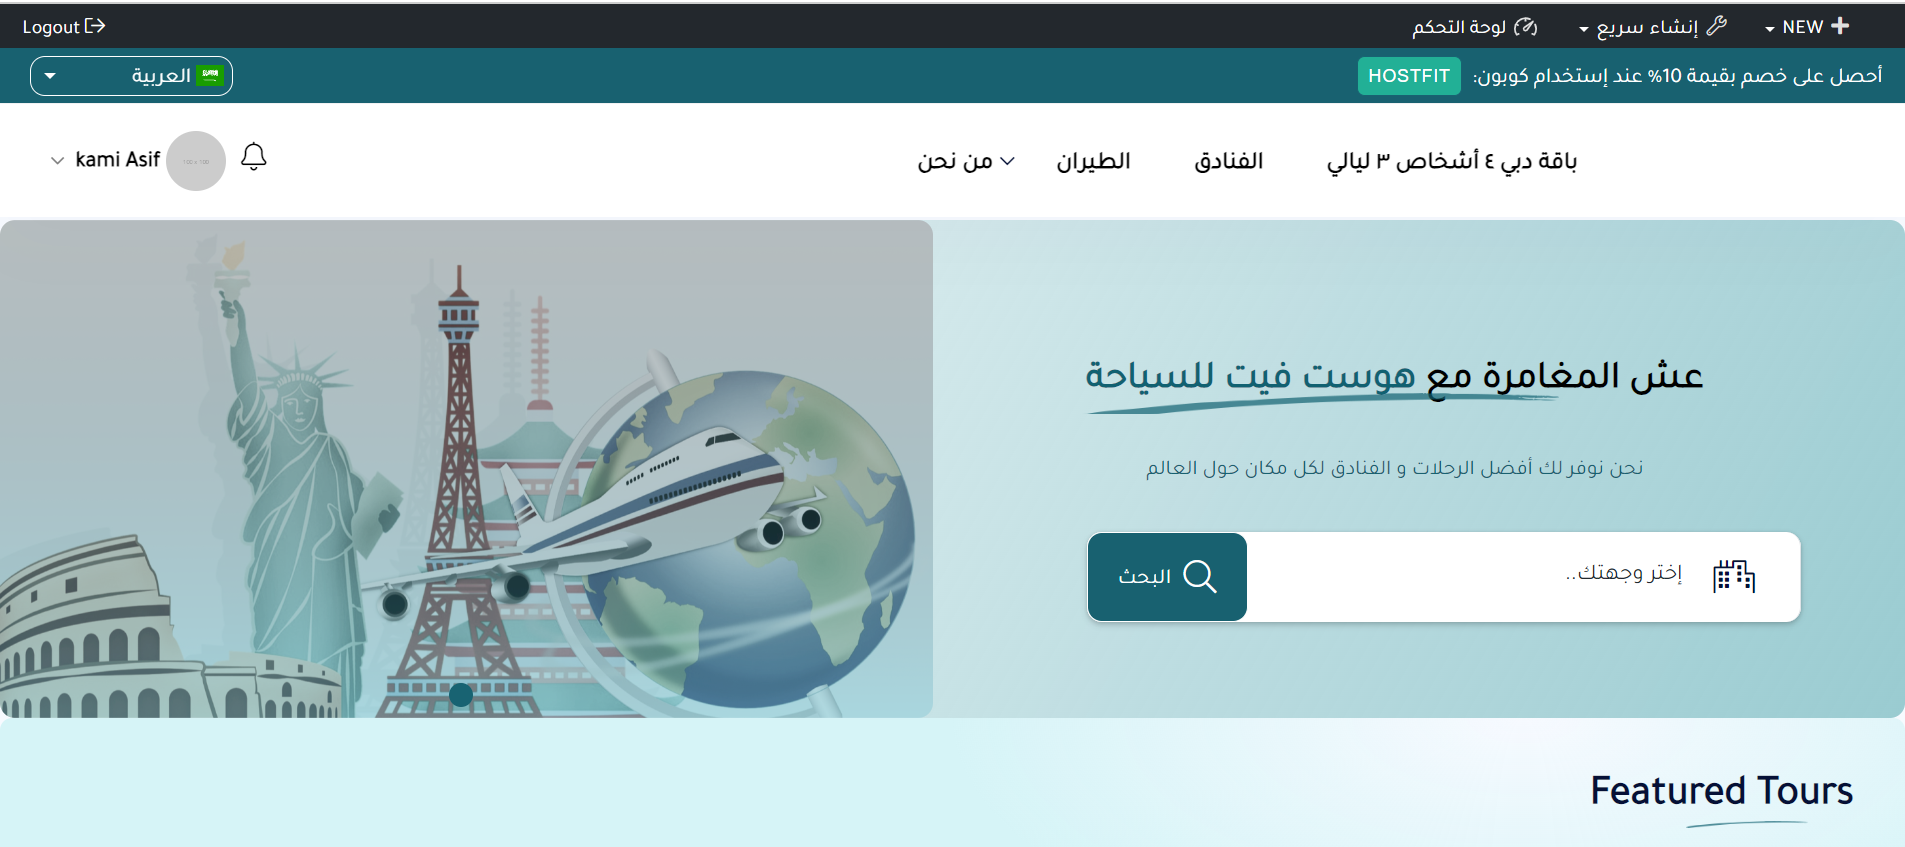 NEW
إنشاء سريع
لوحة التحكم
Logout
أحصل على خصم بقيمة 10% عند إستخدام كوبون: HOSTFIT
العربية
باقة دبي ٤ أشخاص ٣ ليالي
الفنادق
الطيران
من نحن
kami Asif
100 x 100
عش المغامرة مع هوست فيت للسياحة
نحن نوفر لك أفضل الرحلات و الفنادق لكل مكان حول العالم
إختر وجهتك..
البحث
Featured Tours